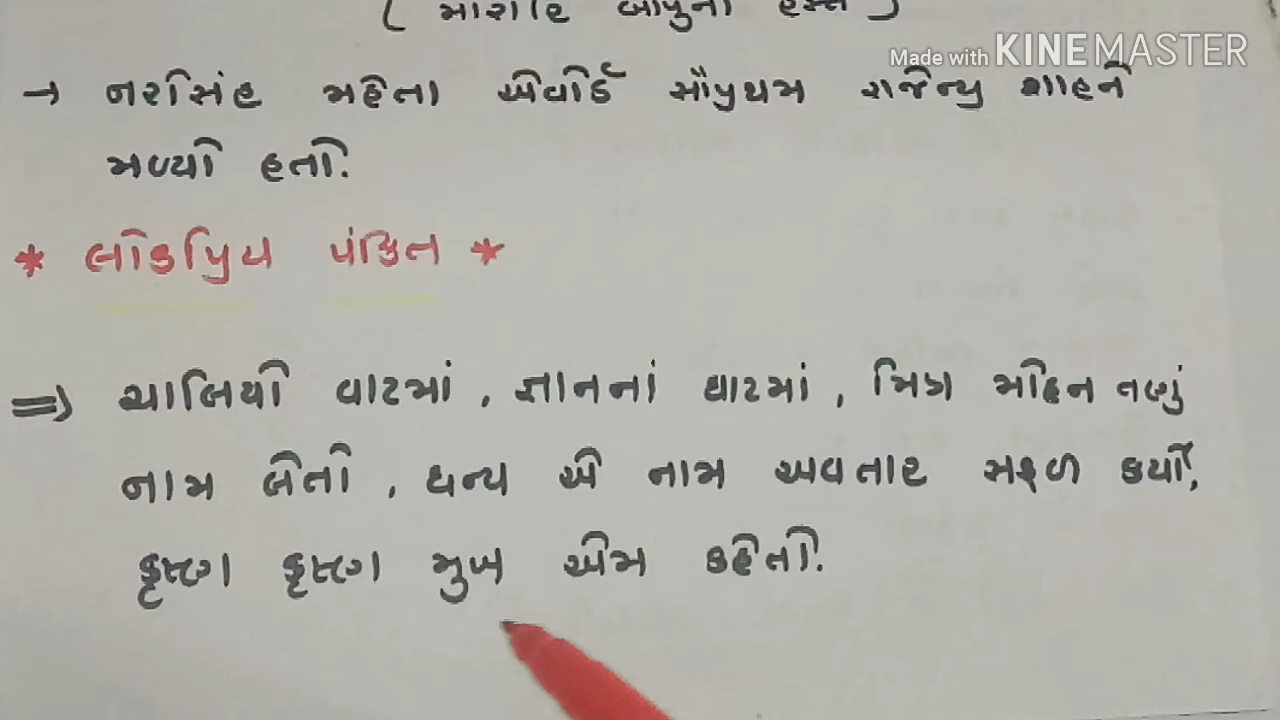 ( મોરારિ બાપુના હસ્તે )
Made with KINEMASTER
→ નરસિંહ મહેતા એવોર્ડ સૌપ્રથમ રાજેન્દ્ર શાહને
મળ્યો હતો.
* લોકપ્રિય પંકિત *
⇒ ચાલિયો વાટમાં, જ્ઞાનનાં ઘાટમાં, મિત્ર મોહન તણું
નામ લેતો, ધન્ય એ નામ અવતાર સફળ કર્યો,
કૃષ્ણ કૃષ્ણ મુખ એમ કહેતો.